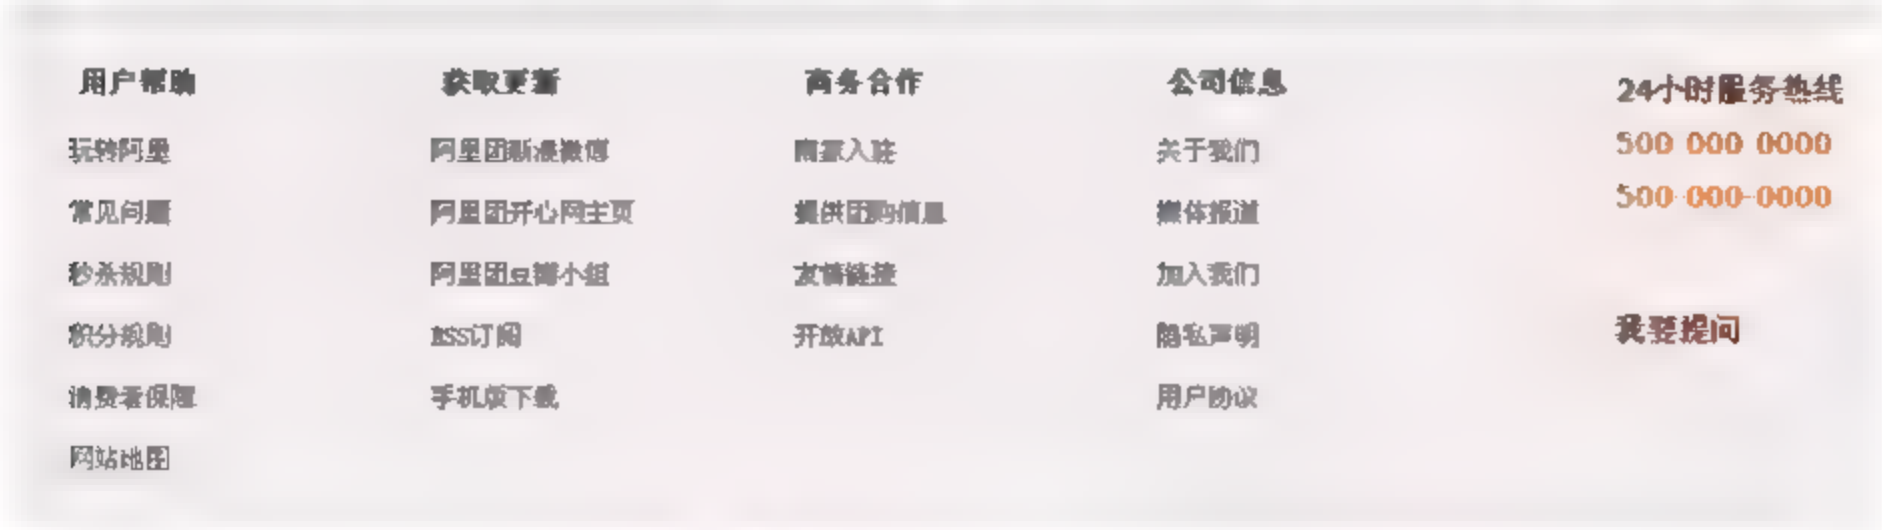 用户帮助
玩转阿里
常见问题
秒杀规则
积分规则
消费者保障
网站地图
获取更新
阿里团新浪微博
阿里团开心网主页
阿里团豆瓣小组
RSS订阅
手机版下载
商务合作
商家入驻
提供团购信息
友情链接
开放API
公司信息
关于我们
媒体报道
加入我们
隐私声明
用户协议
24小时服务热线
500 000 0000
500-000-0000
我要提问